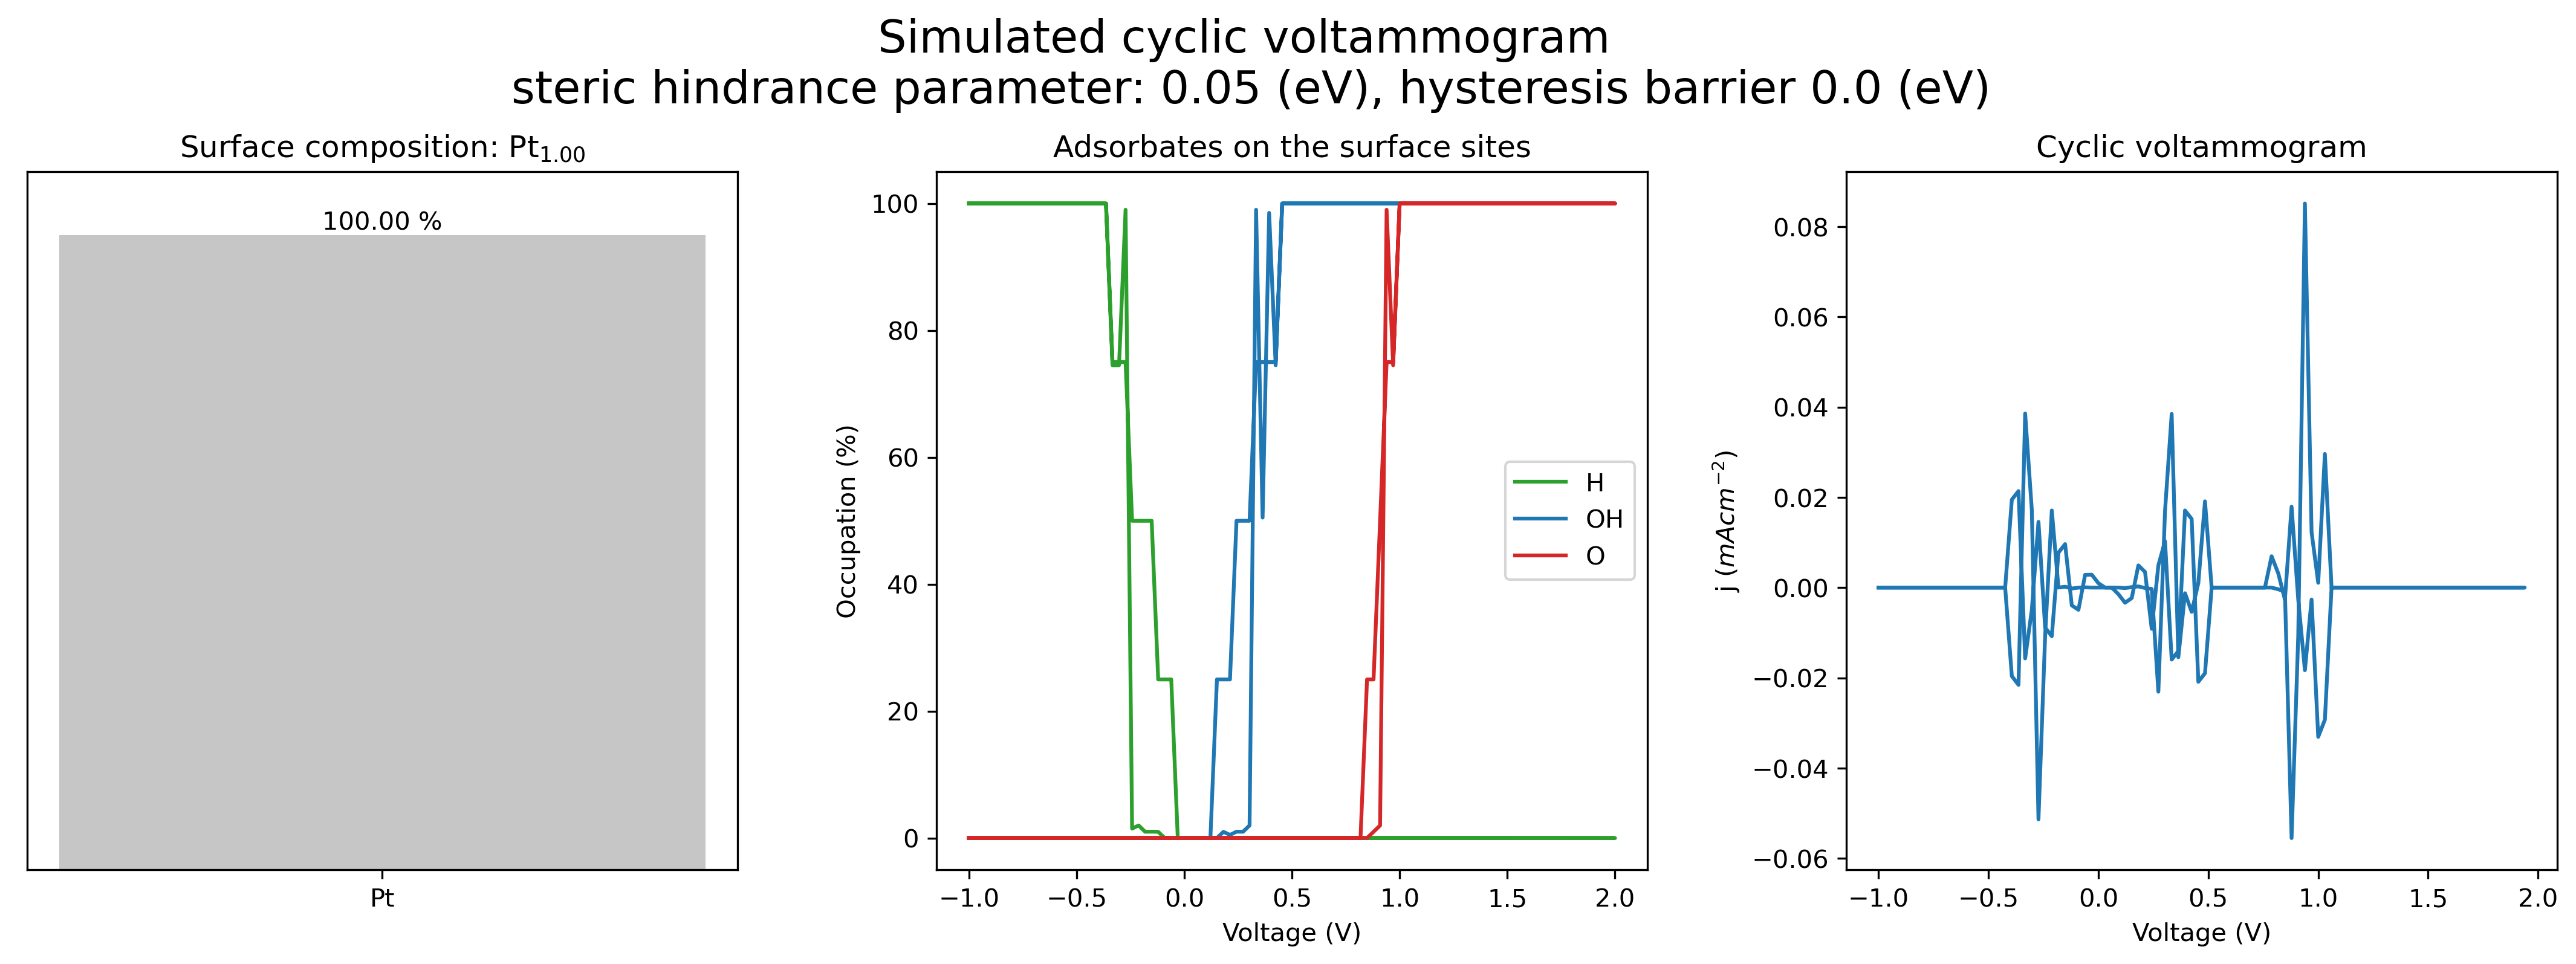 Simulated cyclic voltammogram
steric hindrance parameter: 0.05 (eV), hysteresis barrier 0.0 (eV)
Surface composition: Pt₁.₀₀
100.00 %
Pt
Adsorbates on the surface sites
Occupation (%)
100
80
60
40
20
0
H
OH
O
−1.0 −0.5 0.0 0.5 1.0 1.5 2.0
Voltage (V)
Cyclic voltammogram
j (mAcm⁻²)
0.08
0.06
0.04
0.02
0.00
−0.02
−0.04
−0.06
−1.0 −0.5 0.0 0.5 1.0 1.5 2.0
Voltage (V)